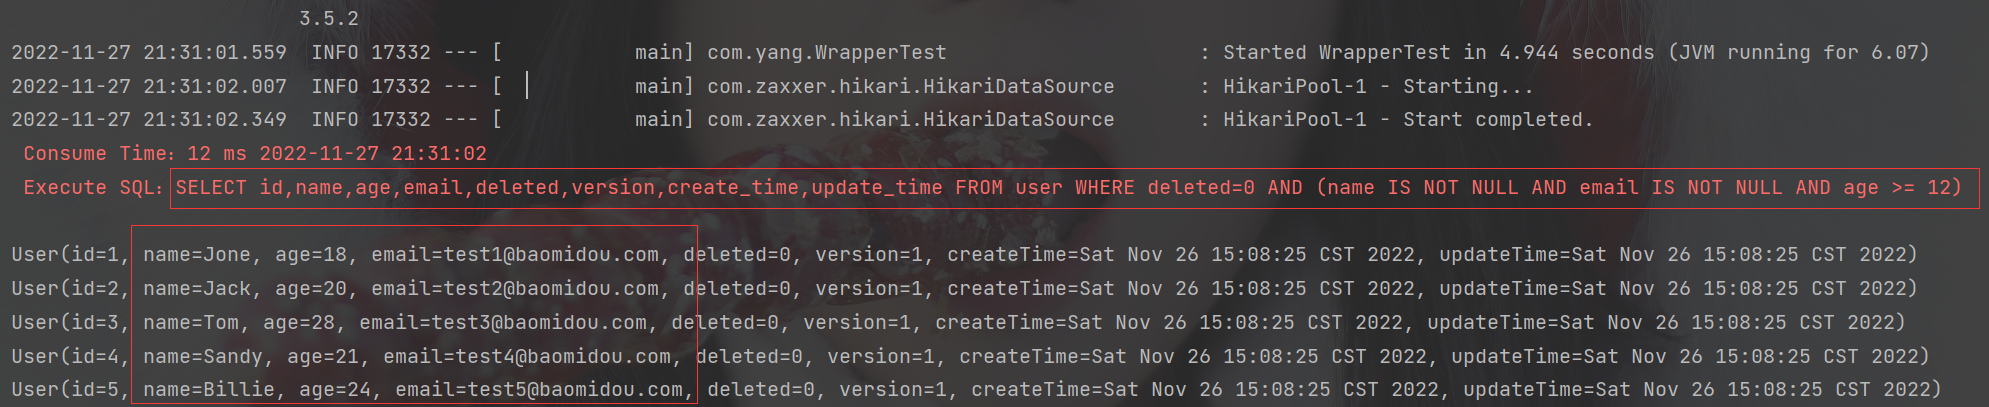 3.5.2
2022-11-27 21:31:01.559  INFO 17332 --- [           main] com.yang.WrapperTest                     : Started WrapperTest in 4.944 seconds (JVM running for 6.07)
2022-11-27 21:31:02.007  INFO 17332 --- [           main] com.zaxxer.hikari.HikariDataSource       : HikariPool-1 - Starting...
2022-11-27 21:31:02.349  INFO 17332 --- [           main] com.zaxxer.hikari.HikariDataSource       : HikariPool-1 - Start completed.
Consume Time：12 ms 2022-11-27 21:31:02
Execute SQL：SELECT id,name,age,email,deleted,version,create_time,update_time FROM user WHERE deleted=0 AND (name IS NOT NULL AND email IS NOT NULL AND age >= 12)
User(id=1, name=Jone, age=18, email=test1@baomidou.com, deleted=0, version=1, createTime=Sat Nov 26 15:08:25 CST 2022, updateTime=Sat Nov 26 15:08:25 CST 2022)
User(id=2, name=Jack, age=20, email=test2@baomidou.com, deleted=0, version=1, createTime=Sat Nov 26 15:08:25 CST 2022, updateTime=Sat Nov 26 15:08:25 CST 2022)
User(id=3, name=Tom, age=28, email=test3@baomidou.com, deleted=0, version=1, createTime=Sat Nov 26 15:08:25 CST 2022, updateTime=Sat Nov 26 15:08:25 CST 2022)
User(id=4, name=Sandy, age=21, email=test4@baomidou.com, deleted=0, version=1, createTime=Sat Nov 26 15:08:25 CST 2022, updateTime=Sat Nov 26 15:08:25 CST 2022)
User(id=5, name=Billie, age=24, email=test5@baomidou.com, deleted=0, version=1, createTime=Sat Nov 26 15:08:25 CST 2022, updateTime=Sat Nov 26 15:08:25 CST 2022)